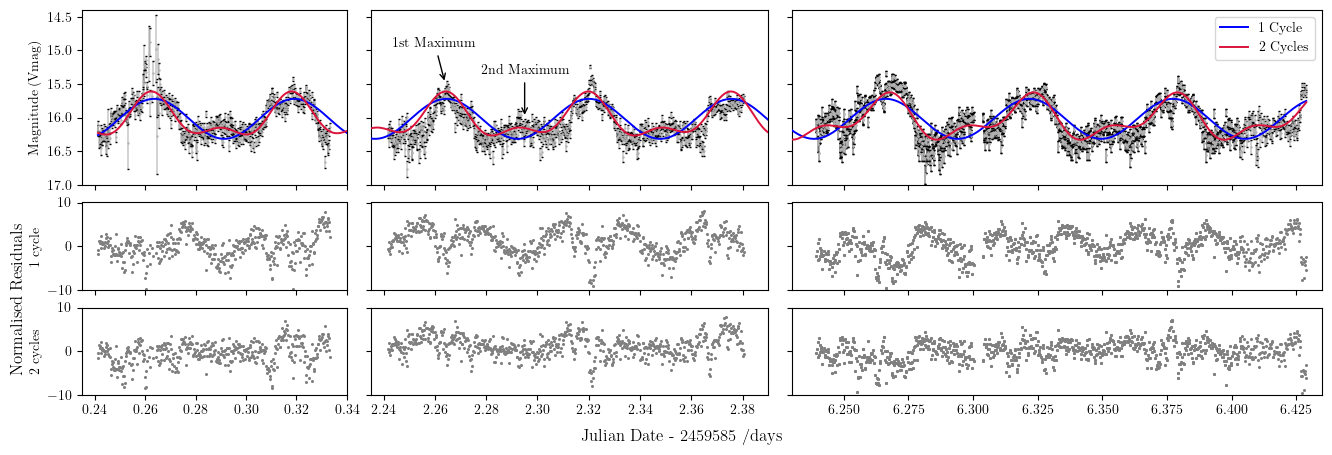 14.5
15.0
15.5
16.0
16.5
17.0
Magnitude (Vmag)
1st Maximum
2nd Maximum
1 Cycle
2 Cycles
10
0
−10
1 cycle
10
0
−10
2 cycles
Normalised Residuals
0.24 0.26 0.28 0.30 0.32 0.34
2.24 2.26 2.28 2.30 2.32 2.34 2.36 2.38
6.250 6.275 6.300 6.325 6.350 6.375 6.400 6.425
Julian Date - 2459585 /days